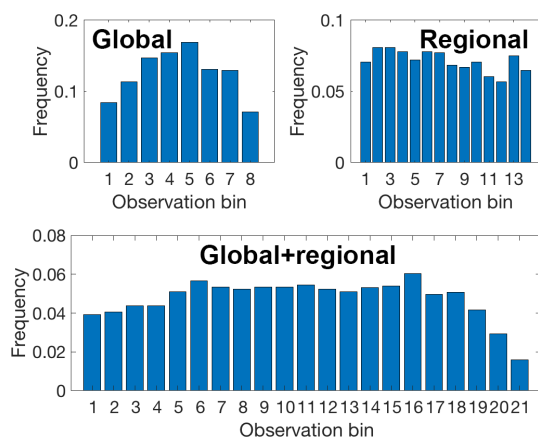 Global
0.2
0.1
0
Frequency
1 2 3 4 5 6 7 8
Observation bin
Regional
0.1
0.05
0
Frequency
1 3 5 7 9 11 13
Observation bin
Global+regional
0.08
0.06
0.04
0.02
0
Frequency
1 2 3 4 5 6 7 8 9 10 11 12 13 14 15 16 17 18 19 20 21
Observation bin